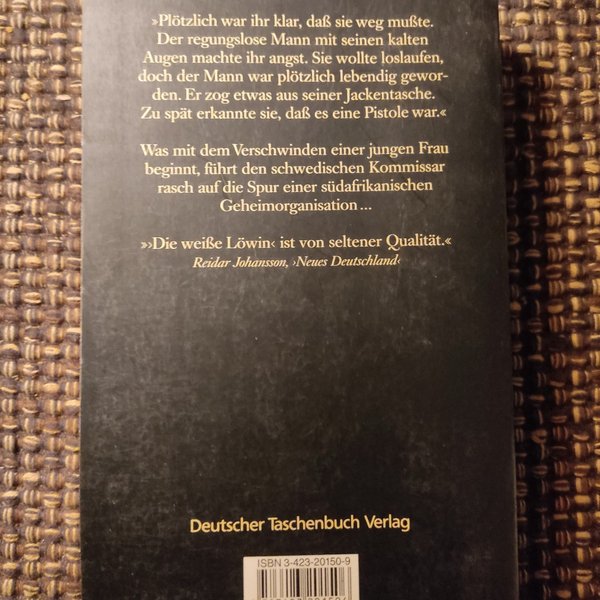 »Plötzlich war ihr klar, daß sie weg mußte.
Der regungslose Mann mit seinen kalten
Augen machte ihr angst. Sie wollte loslaufen,
doch der Mann war plötzlich lebendig gewor-
den. Er zog etwas aus seiner Jackentasche.
Zu spät erkannte sie, daß es eine Pistole war.«
Was mit dem Verschwinden einer jungen Frau
beginnt, führt den schwedischen Kommissar
rasch auf die Spur einer südafrikanischen
Geheimorganisation ...
»›Die weiße Löwin‹ ist von seltener Qualität.«
Reidar Johansson, ›Neues Deutschland‹
Deutscher Taschenbuch Verlag
ISBN 3-423-20150-9